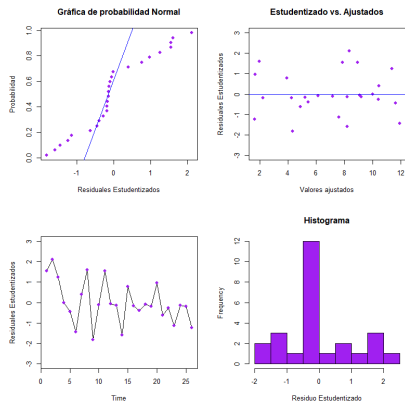 Gráfica de probabilidad Normal
Probabilidad
0.0 0.2 0.4 0.6 0.8 1.0
-1 0 1 2
Residuales Estudentizados
Estudentizado vs. Ajustados
Residuales Estudentizados
-3 -2 -1 0 1 2 3
2 4 6 8 10 12
Valores ajustados
Residuales Estudentizados
-3 -2 -1 0 1 2 3
0 5 10 15 20 25
Time
Histograma
Frequency
0 2 4 6 8 10 12
-2 -1 0 1 2
Residuo Estudentizado